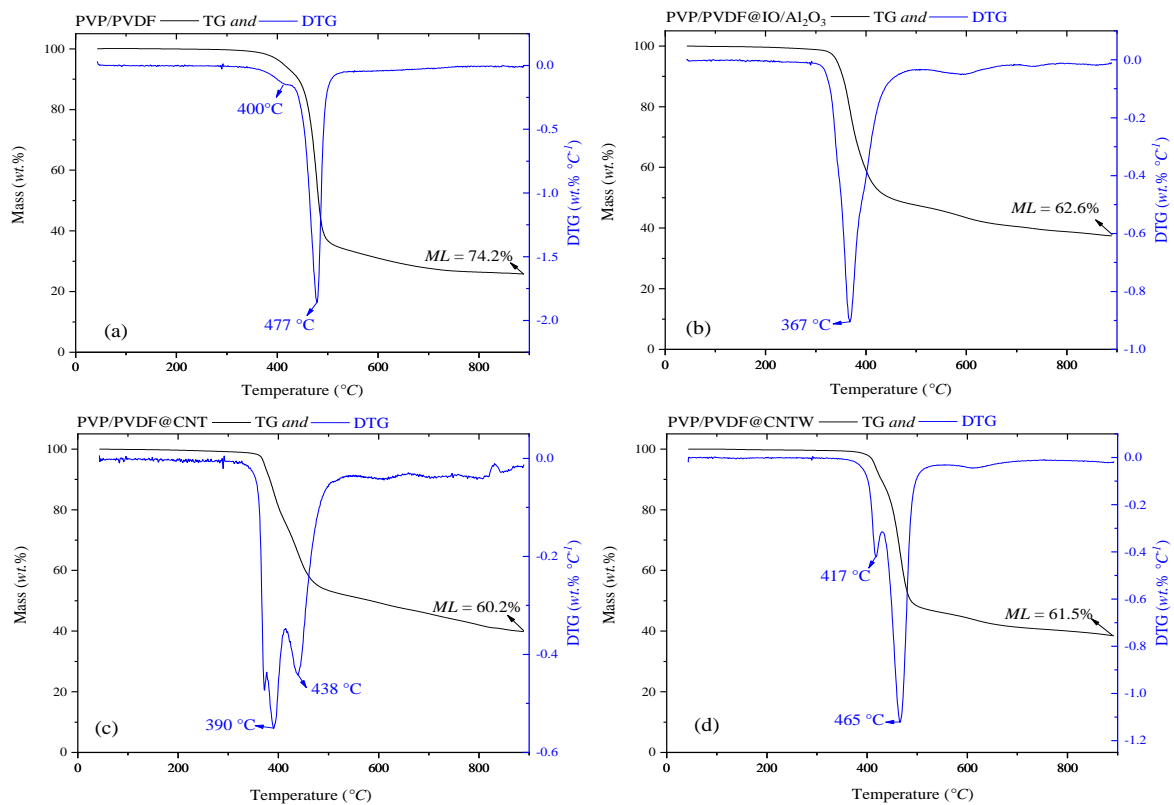 PVP/PVDF — TG and — DTG
100
80
60
40
20
0
Mass (wt.%)
0.0
-0.5
-1.0
-1.5
-2.0
DTG (wt.% °C⁻¹)
400°C
ML = 74.2%
477 °C
(a)
0 200 400 600 800
Temperature (°C)
PVP/PVDF@IO/Al₂O₃ — TG and — DTG
100
80
60
40
20
0
Mass (wt.%)
0.0
-0.2
-0.4
-0.6
-0.8
-1.0
DTG (wt.% °C⁻¹)
ML = 62.6%
367 °C
(b)
0 200 400 600 800
Temperature (°C)
PVP/PVDF@CNT — TG and — DTG
100
80
60
40
20
0
Mass (wt.%)
0.0
-0.2
-0.4
-0.6
DTG (wt.% °C⁻¹)
ML = 60.2%
438 °C
390 °C
(c)
0 200 400 600 800
Temperature (°C)
PVP/PVDF@CNTW — TG and — DTG
100
80
60
40
20
0
Mass (wt.%)
0.0
-0.2
-0.4
-0.6
-0.8
-1.0
-1.2
DTG (wt.% °C⁻¹)
417 °C
ML = 61.5%
465 °C
(d)
0 200 400 600 800
Temperature (°C)